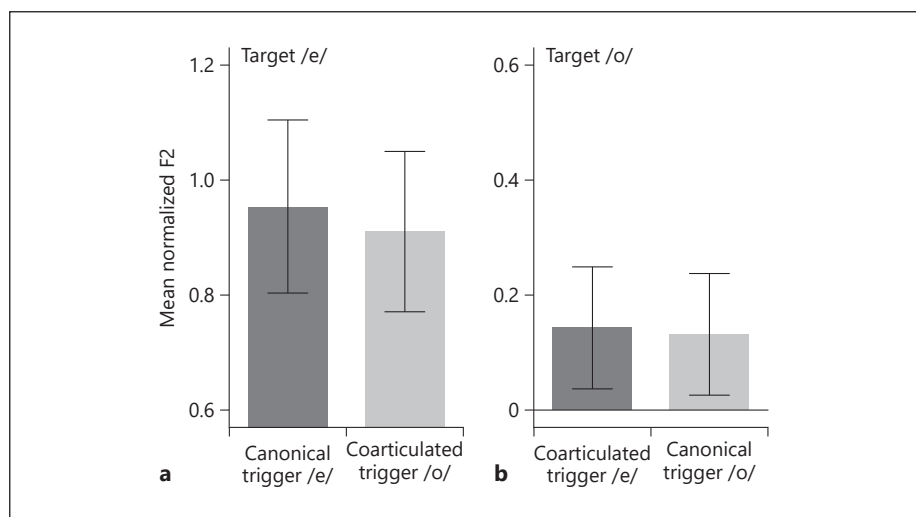 Target /e/
Mean normalized F2
1.2
1.0
0.8
0.6
Canonical
trigger /e/
Coarticulated
trigger /o/
a
Target /o/
0.6
0.4
0.2
0
Coarticulated
trigger /e/
Canonical
trigger /o/
b